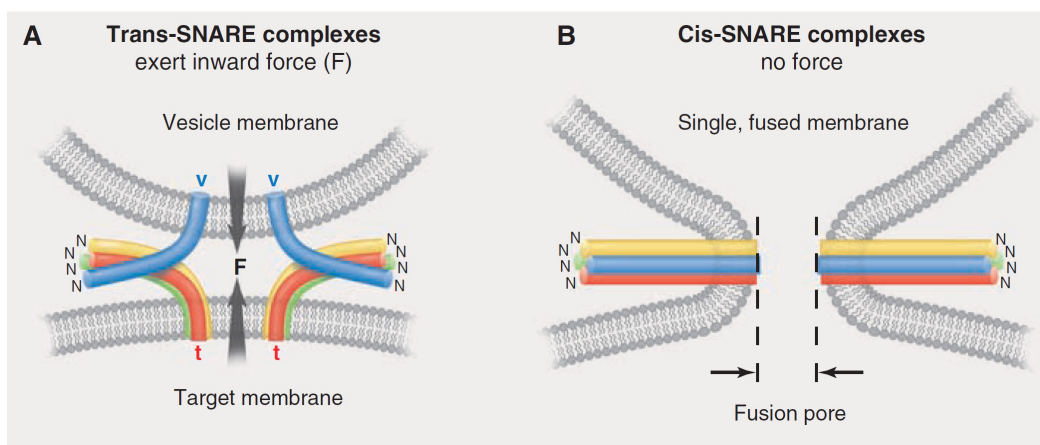 A
Trans-SNARE complexes
exert inward force (F)
Vesicle membrane
v
v
N
N
N
N
F
N
N
N
N
t
t
Target membrane
B
Cis-SNARE complexes
no force
Single, fused membrane
N
N
N
N
N
N
Fusion pore